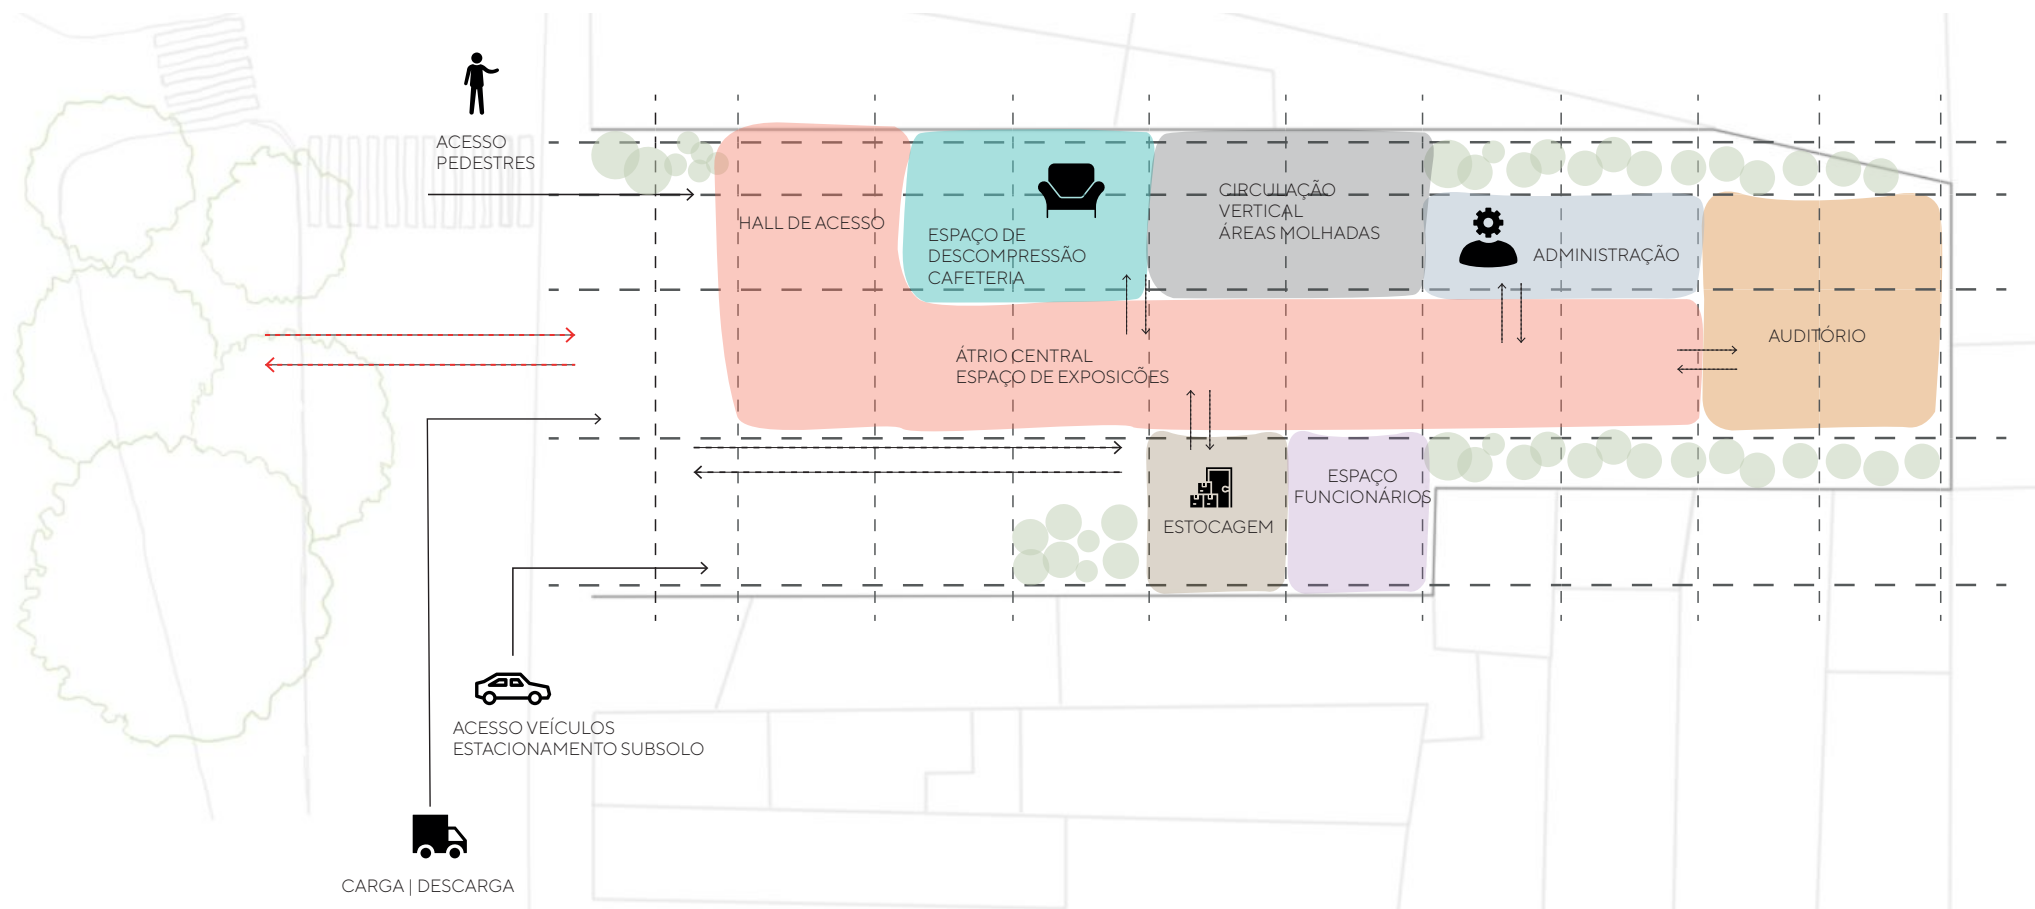 ACESSO
PEDESTRES
HALL DE ACESSO
ESPAÇO DE
DESCOMPRESSÃO
CAFETERIA
CIRCULAÇÃO
VERTICAL
ÁREAS MOLHADAS
ADMINISTRAÇÃO
AUDITÓRIO
ÁTRIO CENTRAL
ESPAÇO DE EXPOSICÕES
ESTOCAGEM
ESPAÇO
FUNCIONÁRIOS
ACESSO VEÍCULOS
ESTACIONAMENTO SUBSOLO
CARGA | DESCARGA